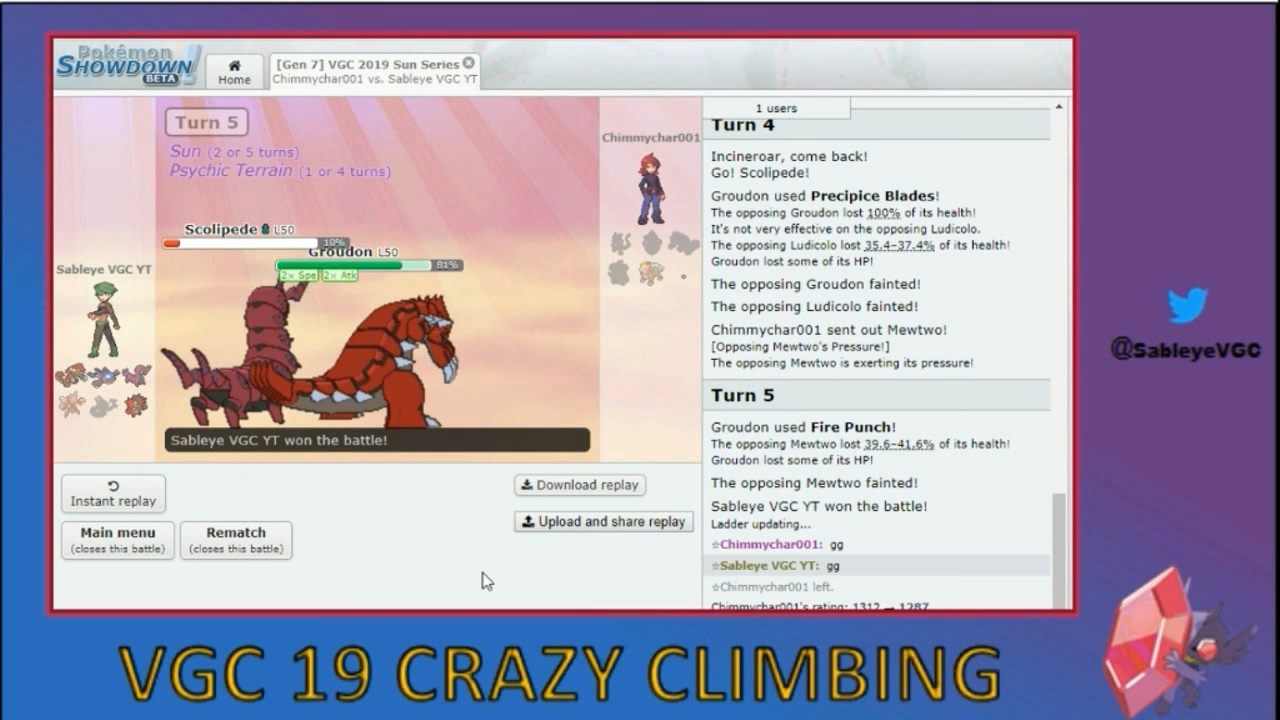 Pokémon
SHOWDOWN!
BETA
Home
[Gen 7] VGC 2019 Sun Series
Chimmychar001 vs. Sableye VGC YT
Turn 5
Sun (2 or 5 turns)
Psychic Terrain (1 or 4 turns)
Scolipede L50
10%
Groudon L50
81%
2× Spe 2× Atk
Sableye VGC YT
Chimmychar001
Sableye VGC YT won the battle!
Instant replay
Download replay
Upload and share replay
Main menu
(closes this battle)
Rematch
(closes this battle)
1 users
Turn 4
Incineroar, come back!
Go! Scolipede!
Groudon used Precipice Blades!
The opposing Groudon lost 100% of its health!
It's not very effective on the opposing Ludicolo.
The opposing Ludicolo lost 35.4–37.4% of its health!
Groudon lost some of its HP!
The opposing Groudon fainted!
The opposing Ludicolo fainted!
Chimmychar001 sent out Mewtwo!
[Opposing Mewtwo's Pressure!]
The opposing Mewtwo is exerting its pressure!
Turn 5
Groudon used Fire Punch!
The opposing Mewtwo lost 39.6–41.6% of its health!
Groudon lost some of its HP!
The opposing Mewtwo fainted!
Sableye VGC YT won the battle!
Ladder updating...
☆Chimmychar001: gg
☆Sableye VGC YT: gg
☆Chimmychar001 left.
Chimmychar001's rating: 1312 → 1287
@SableyeVGC
VGC 19 CRAZY CLIMBING